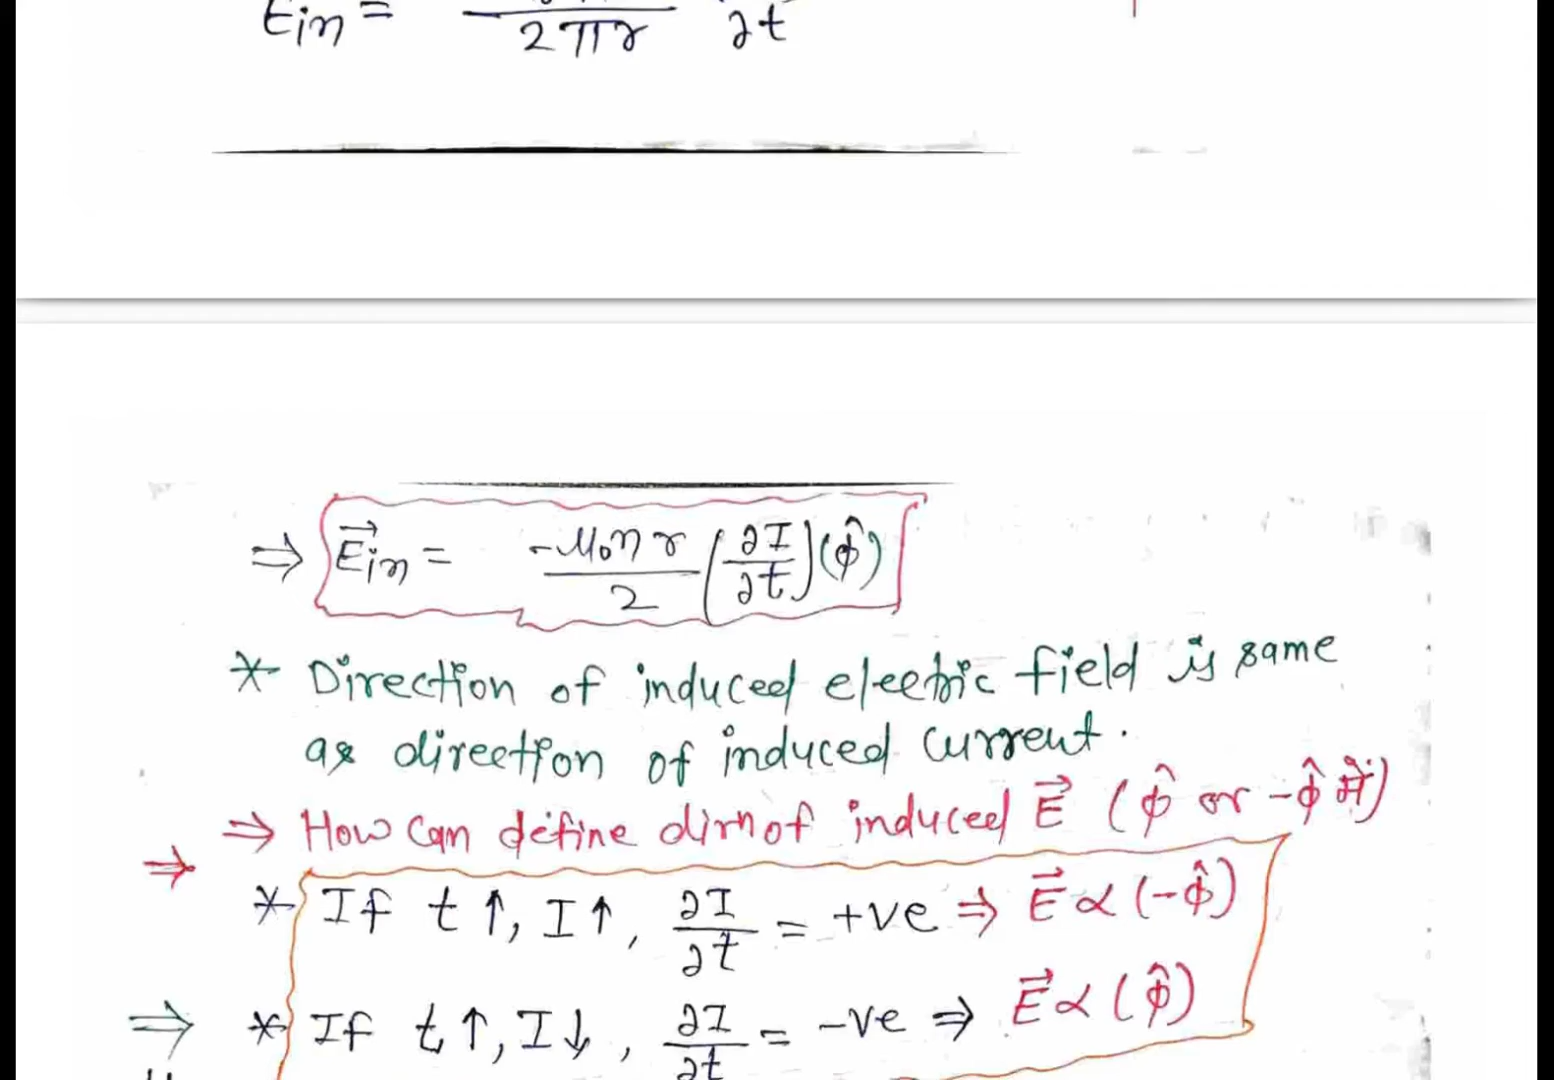 Ein = 2πr ∂t
⇒ E⃗in = -μ₀nr/2 (∂I/∂t)(φ̂)
* Direction of induced electric field is same
as direction of induced current.
⇒ How can define dirn of induced E⃗ (φ̂ or -φ̂ में)
⇒
* If t↑, I↑, ∂I/∂t = +ve ⇒ E⃗ α (-φ̂)
⇒ * If t↑, I↓, ∂I/∂t = -ve ⇒ E⃗ α (φ̂)